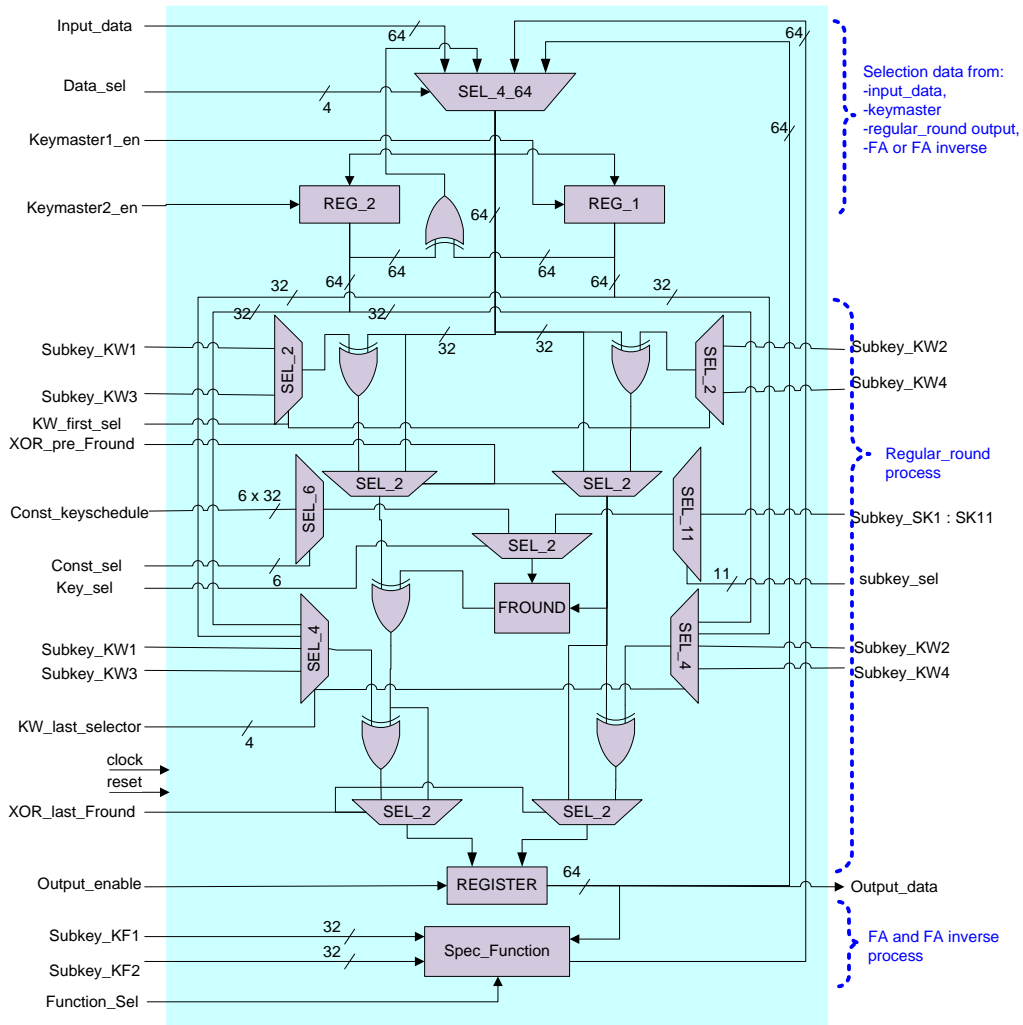 Input_data
64
64
Data_sel
4
SEL_4_64
Selection data from:
-input_data,
-keymaster
-regular_round output,
-FA or FA inverse
Keymaster1_en
64
Keymaster2_en
REG_2
REG_1
64
64
64
64
64
32
32
32
32
Subkey_KW1
SEL_2
32
32
SEL_2
Subkey_KW2
Subkey_KW3
Subkey_KW4
KW_first_sel
XOR_pre_Fround
Regular_round
process
SEL_2
SEL_2
Const_keyschedule
6 x 32
SEL_6
SEL_11
Subkey_SK1 : SK11
SEL_2
Const_sel
6
Key_sel
11
subkey_sel
FROUND
SEL_4
SEL_4
Subkey_KW1
Subkey_KW2
Subkey_KW3
Subkey_KW4
KW_last_selector
4
clock
reset
XOR_last_Fround
SEL_2
SEL_2
Output_enable
REGISTER
64
Output_data
Subkey_KF1
32
Spec_Function
FA and FA inverse
process
Subkey_KF2
32
Function_Sel